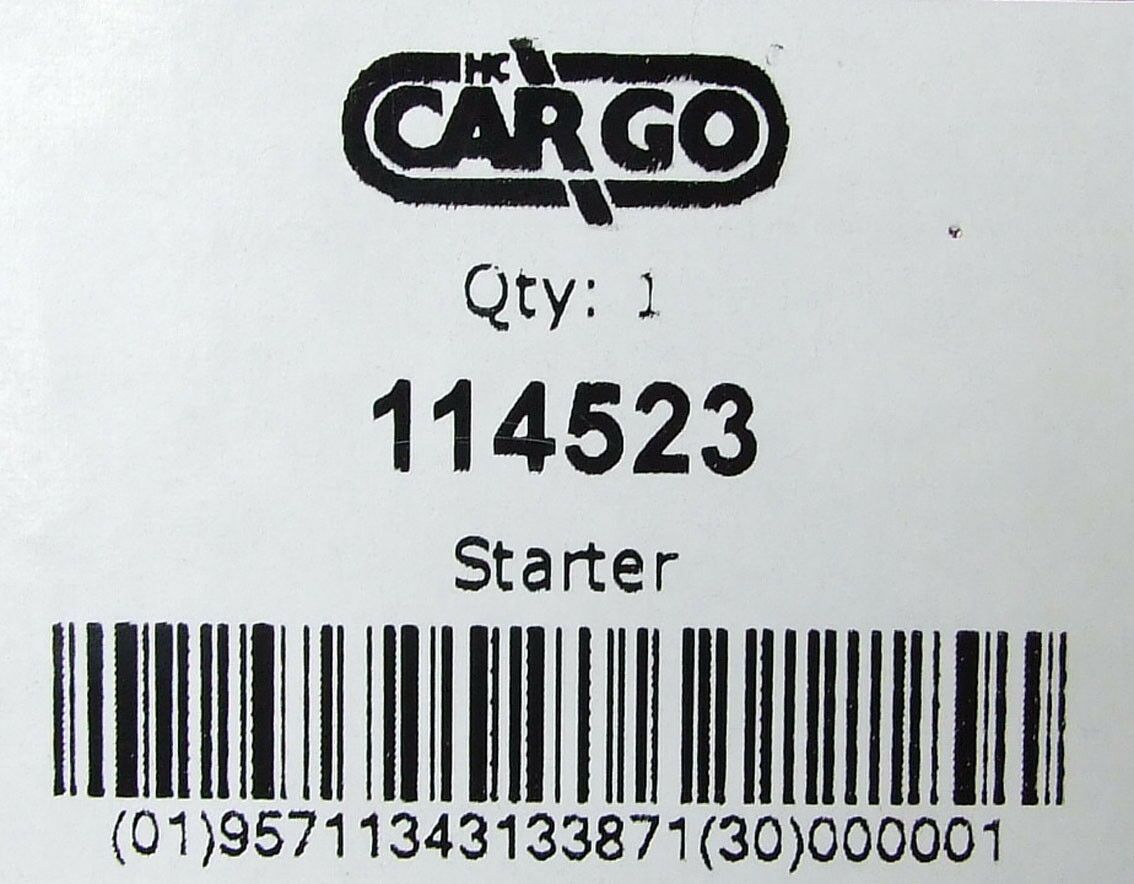 HC
CARGO
Qty: 1
114523
Starter
(01)95711343133871(30)000001